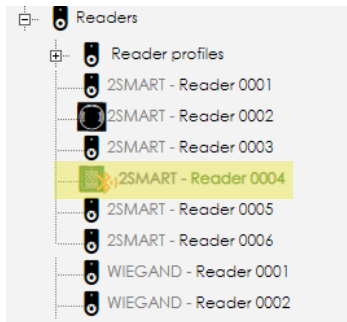 Readers
Reader profiles
2SMART - Reader 0001
2SMART - Reader 0002
2SMART - Reader 0003
2SMART - Reader 0004
2SMART - Reader 0005
2SMART - Reader 0006
WIEGAND - Reader 0001
WIEGAND - Reader 0002